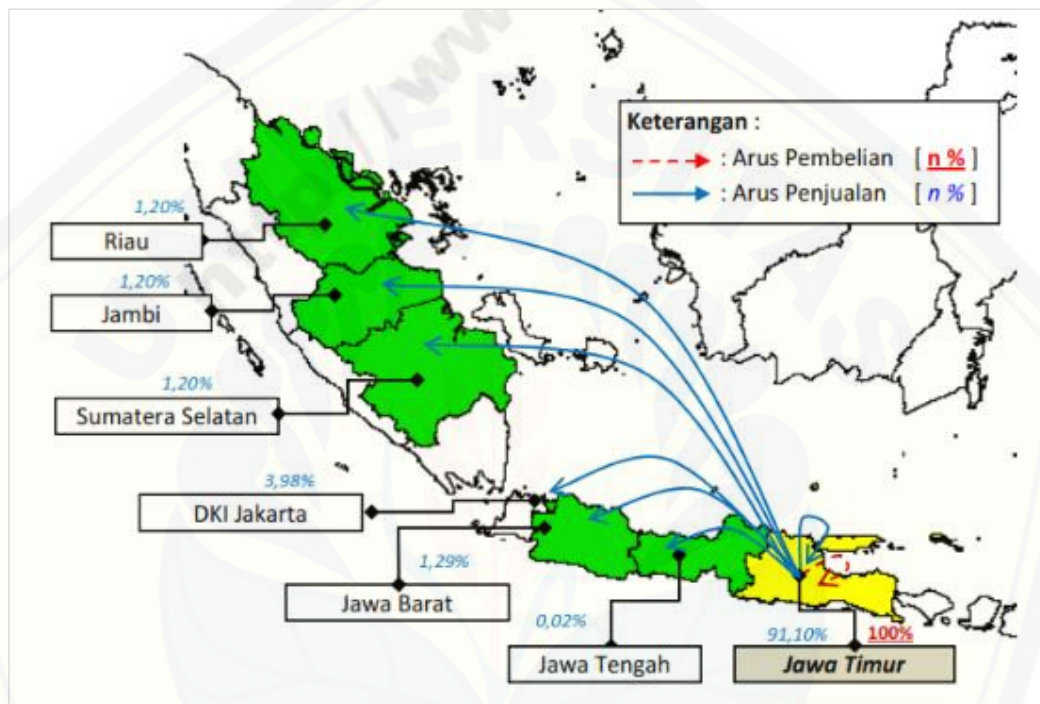 Keterangan :
: Arus Pembelian [ n % ]
: Arus Penjualan [ n % ]
1,20%
Riau
1,20%
Jambi
1,20%
Sumatera Selatan
3,98%
DKI Jakarta
1,29%
Jawa Barat
0,02%
Jawa Tengah
91,10% 100%
Jawa Timur